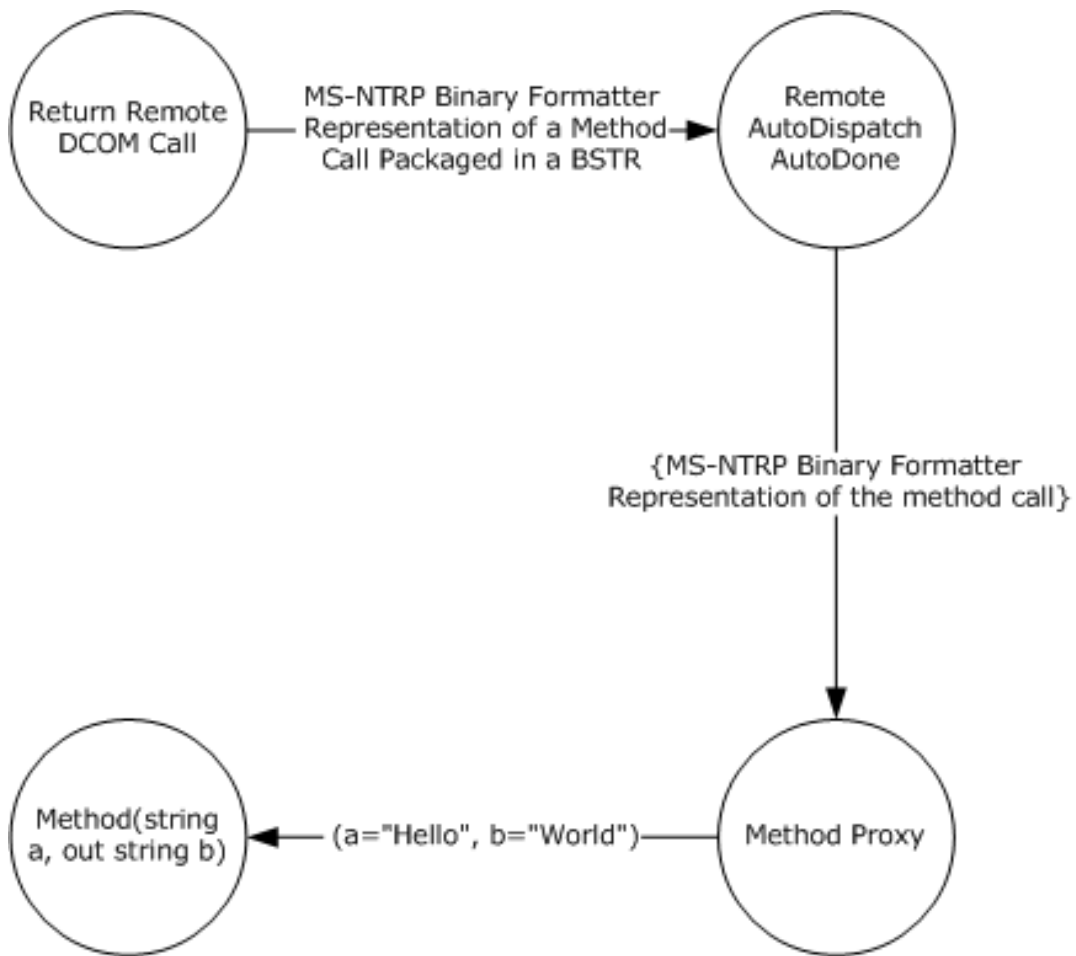 Return Remote
DCOM Call
MS-NTRP Binary Formatter
Representation of a Method
Call Packaged in a BSTR
Remote
AutoDispatch
AutoDone
{MS-NTRP Binary Formatter
Representation of the method call}
Method Proxy
(a="Hello", b="World")
Method(string
a, out string b)